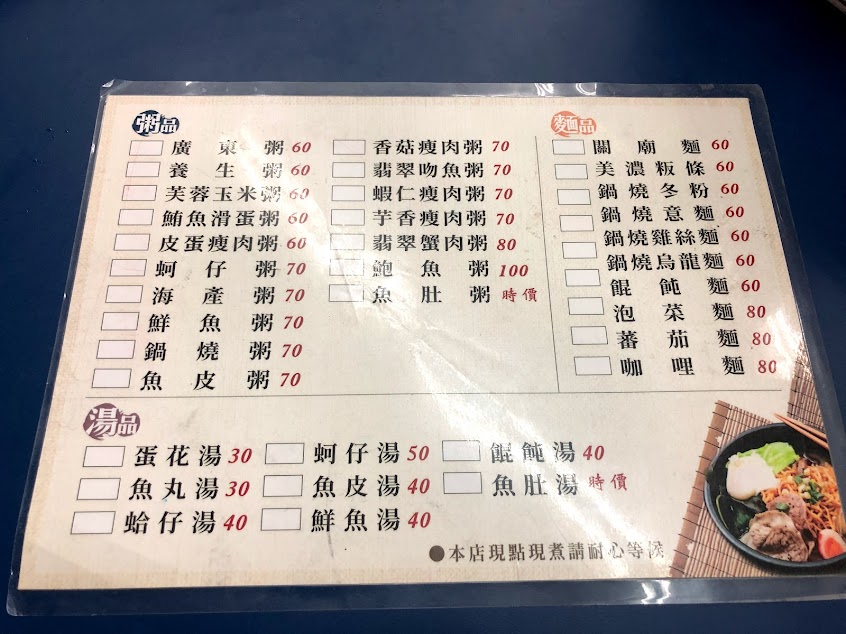 粥品
廣東粥 60
養生粥 60
芙蓉玉米粥 60
鮪魚滑蛋粥 60
皮蛋瘦肉粥 60
蚵仔粥 70
海產粥 70
鮮魚粥 70
鍋燒粥 70
魚皮粥 70
香菇瘦肉粥 70
翡翠吻魚粥 70
蝦仁瘦肉粥 70
芋香瘦肉粥 70
翡翠蟹肉粥 80
鮑魚粥 100
魚肚粥 時價
麵品
關廟麵 60
美濃粄條 60
鍋燒冬粉 60
鍋燒意麵 60
鍋燒雞絲麵 60
鍋燒烏龍麵 60
餛飩麵 60
泡菜麵 80
蕃茄麵 80
咖哩麵 80
湯品
蛋花湯 30
魚丸湯 30
蛤仔湯 40
蚵仔湯 50
魚皮湯 40
鮮魚湯 40
餛飩湯 40
魚肚湯 時價
●本店現點現煮請耐心等候